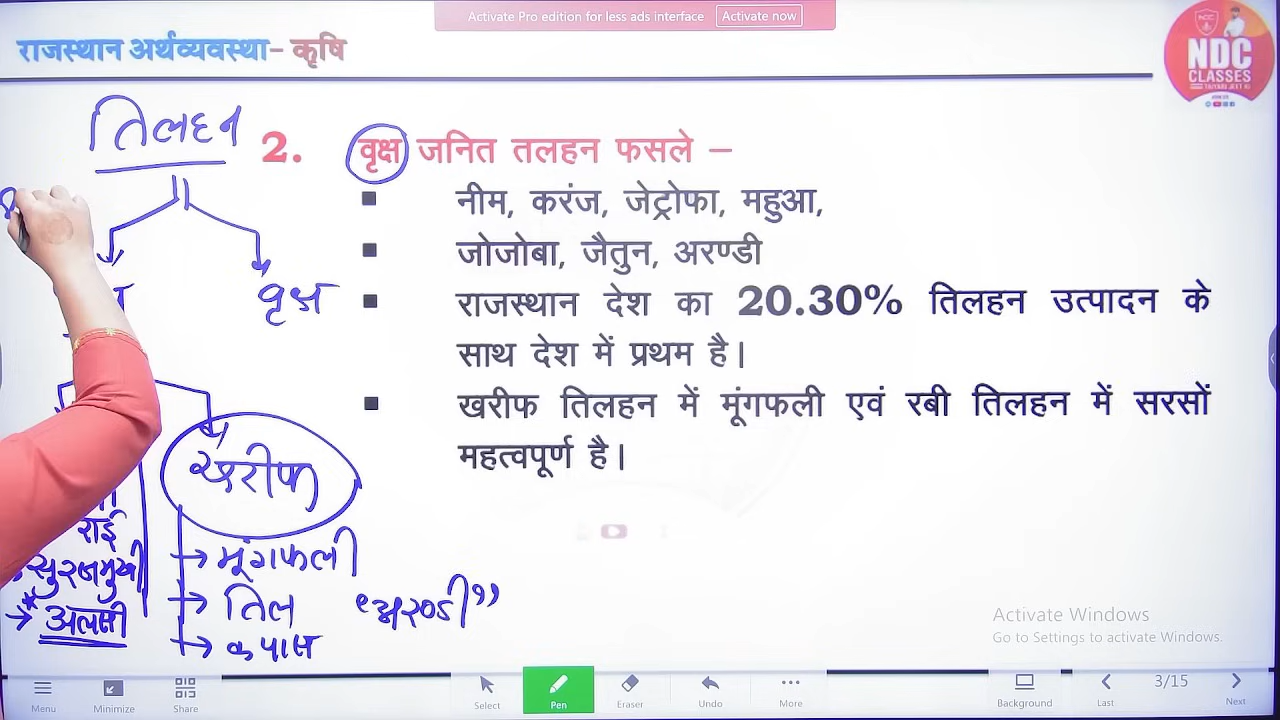 Activate Pro edition for less ads interface Activate now
राजस्थान अर्थव्यवस्था- कृषि
NDC
CLASSES
तिलहन
2. वृक्ष जनित तलहन फसले –
नीम, करंज, जेट्रोफा, महुआ,
जोजोबा, जैतुन, अरण्डी
राजस्थान देश का 20.30% तिलहन उत्पादन के
साथ देश में प्रथम है।
खरीफ तिलहन में मूंगफली एवं रबी तिलहन में सरसों
महत्वपूर्ण है।
वृक्ष
खरीफ
राई
सुरजमुखी
अलसी
मूंगफली
तिल
कपास
"अरण्डी"
Activate Windows
Go to Settings to activate Windows.
Menu Minimize Share Select Pen Eraser Undo More Background Last 3/15 Next